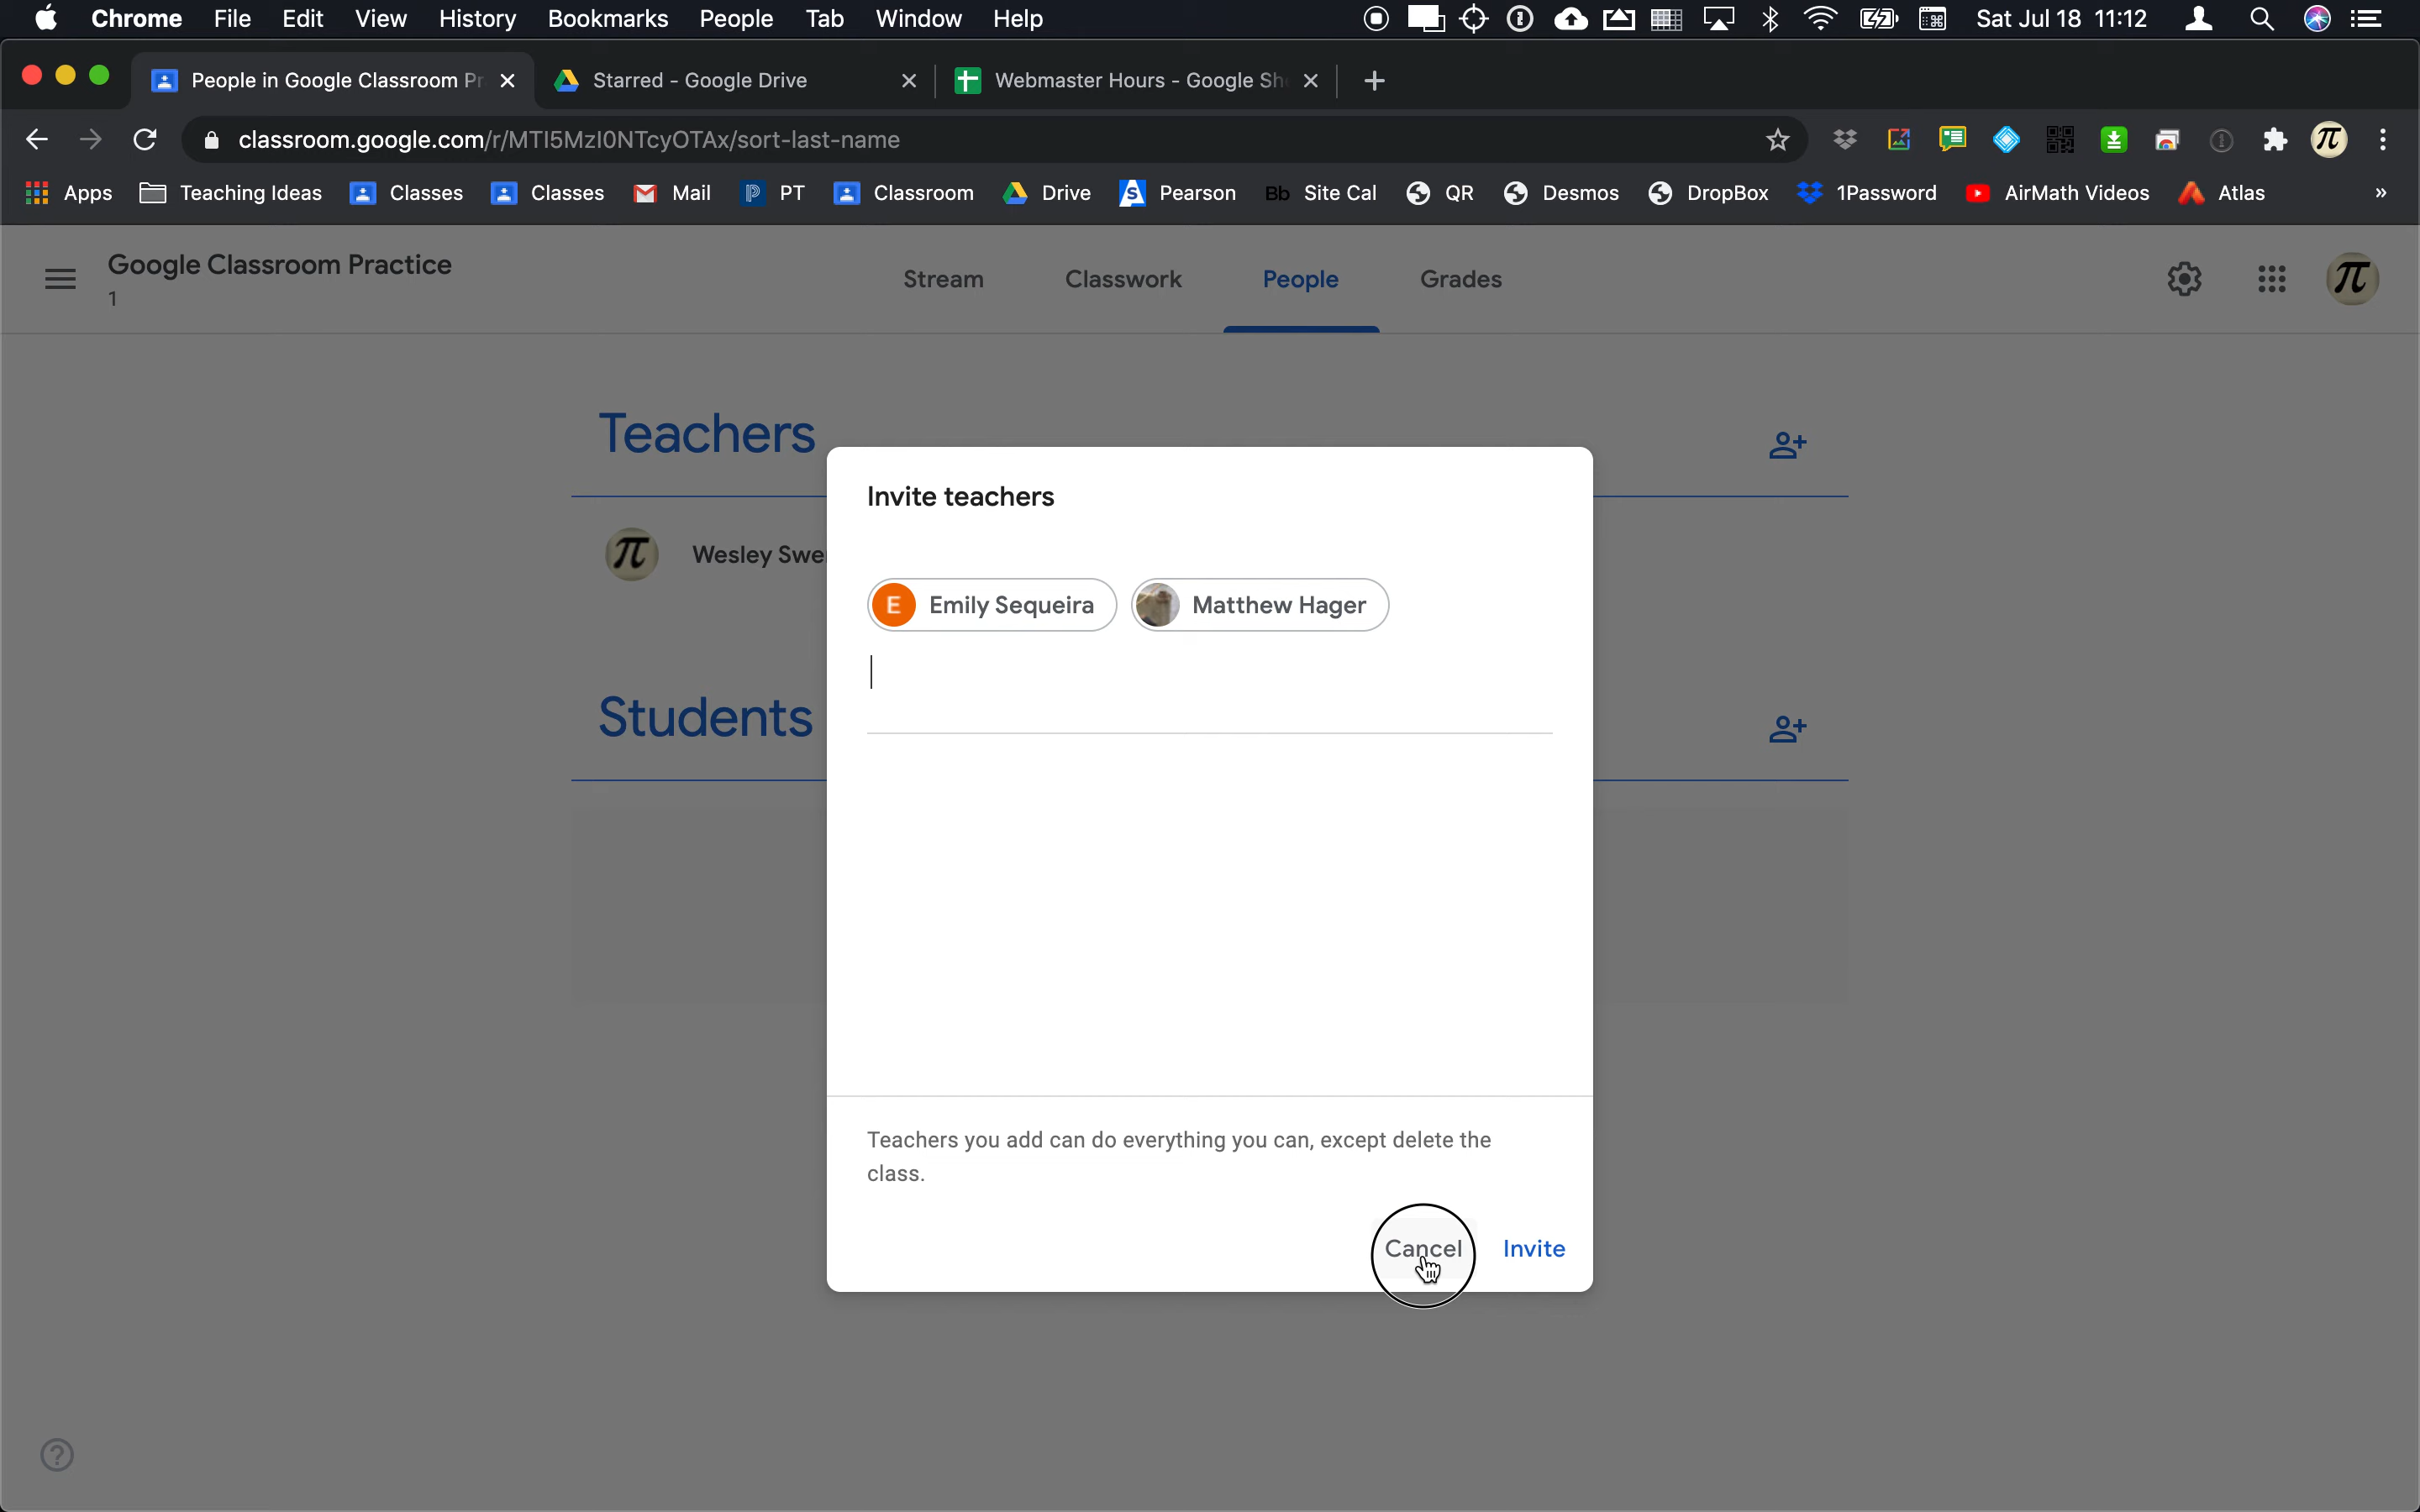 Chrome File Edit View History Bookmarks People Tab Window Help Sat Jul 18 11:12
People in Google Classroom Pr Starred - Google Drive Webmaster Hours - Google She
classroom.google.com/r/MTI5MzI0NTcyOTAx/sort-last-name
Apps Teaching Ideas Classes Classes Mail PT Classroom Drive Pearson Bb Site Cal QR Desmos DropBox 1Password AirMath Videos Atlas »
Google Classroom Practice
1
Stream Classwork People Grades
Teachers
Wesley Swe
Students
Invite teachers
E Emily Sequeira Matthew Hager
Teachers you add can do everything you can, except delete the
class.
Cancel Invite